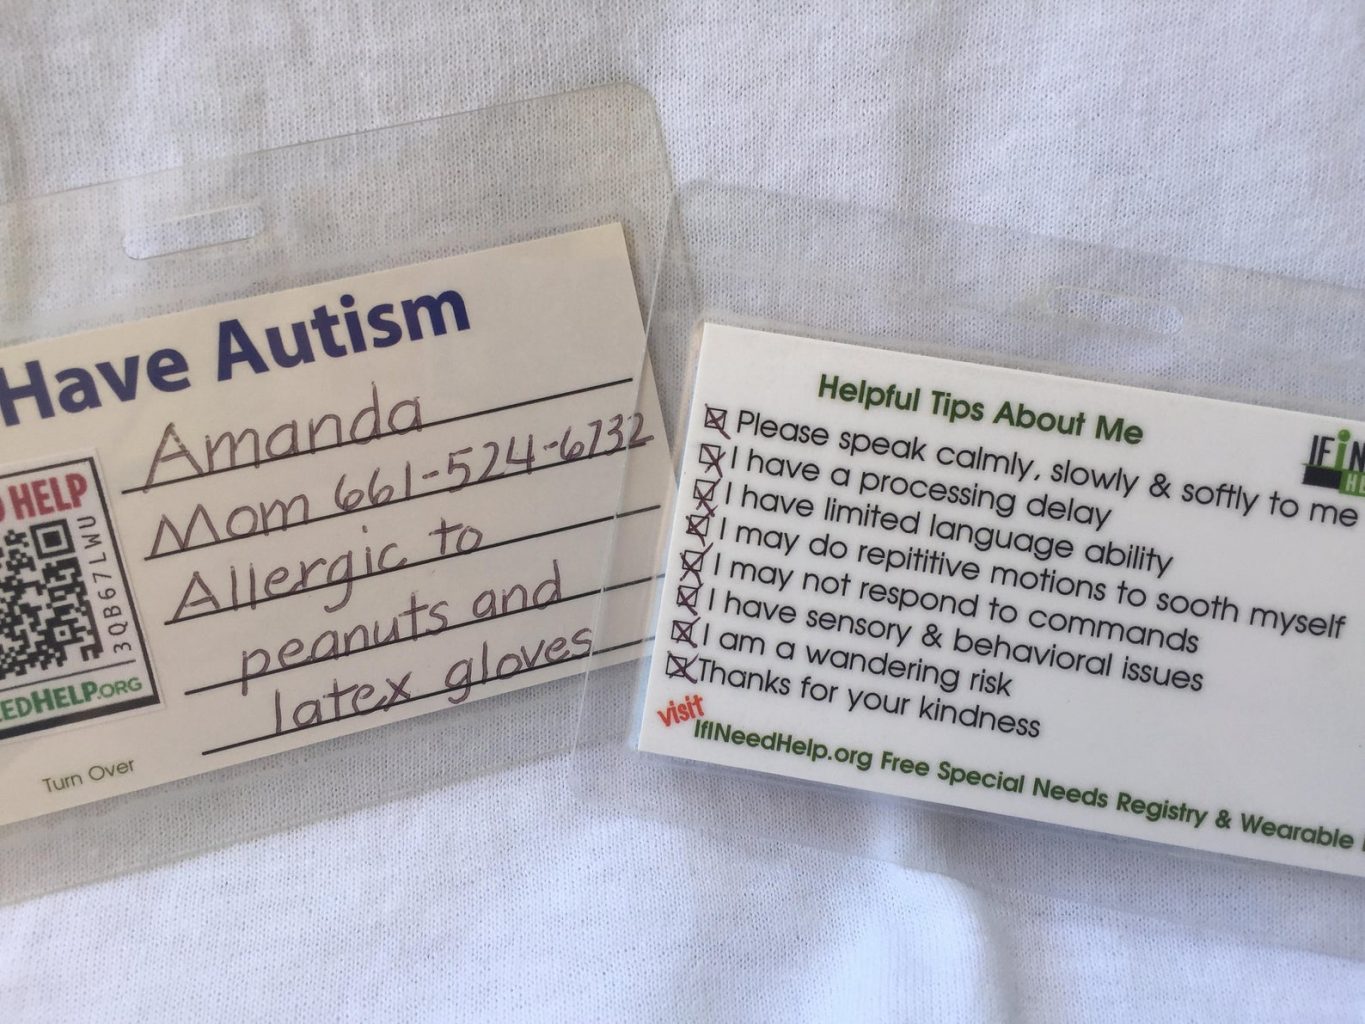 Have Autism
Amanda
Mom 661-524-6732
Allergic to
peanuts and
latex gloves
HELP
3QB67LWU
EEDHELP.ORG
Turn Over
Helpful Tips About Me
Please speak calmly, slowly & softly to me
I have a processing delay
I have limited language ability
I may do repititive motions to sooth myself
I may not respond to commands
I have sensory & behavioral issues
I am a wandering risk
Thanks for your kindness
visit
IfINeedHelp.org Free Special Needs Registry & Wearable
IFiN
HE